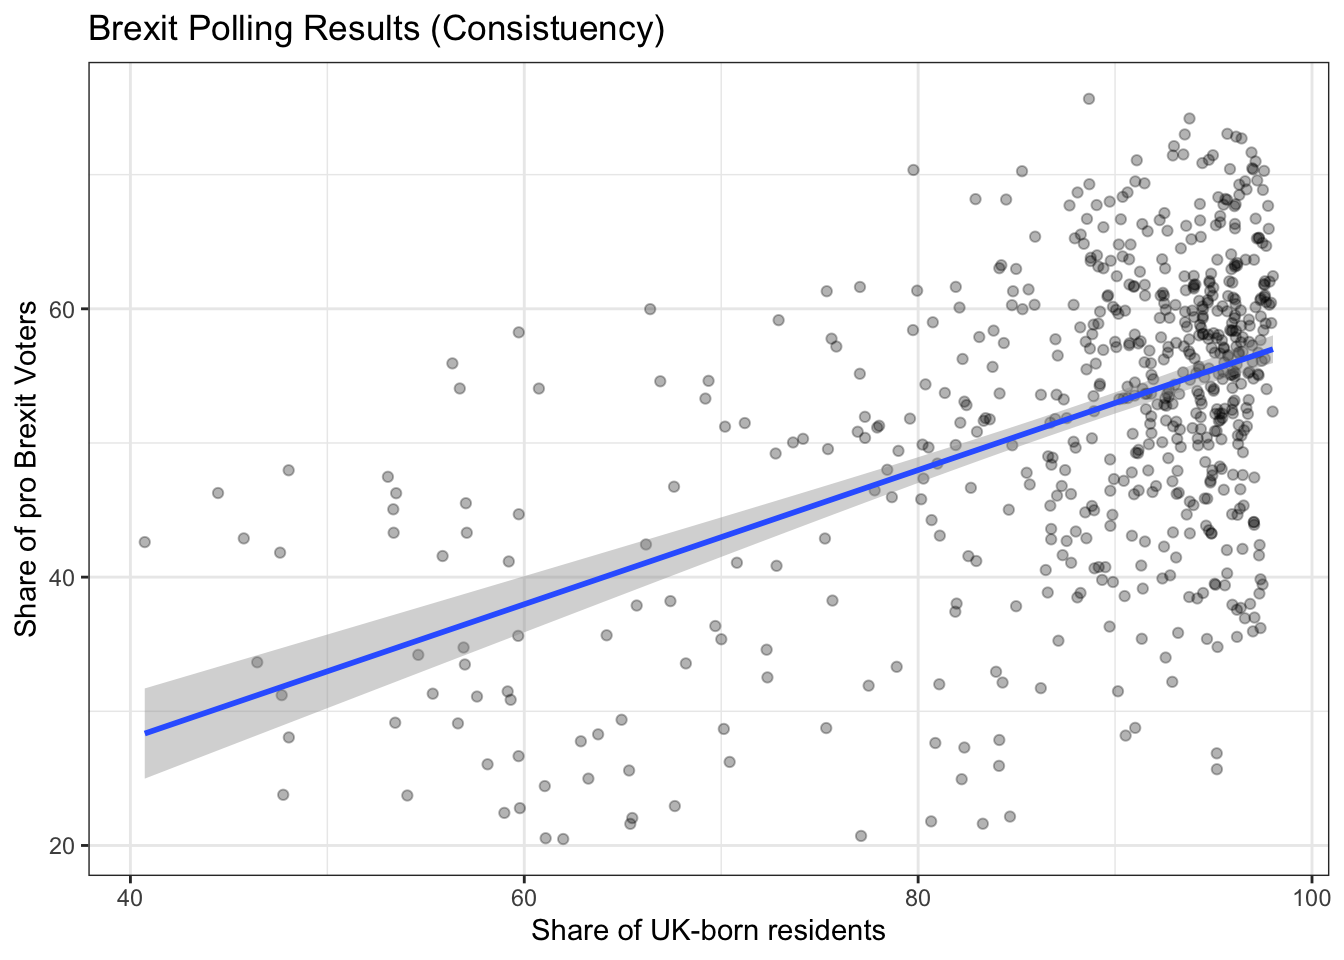 Brexit Polling Results (Consistuency)
Share of pro Brexit Voters
60
40
20
40 60 80 100
Share of UK-born residents